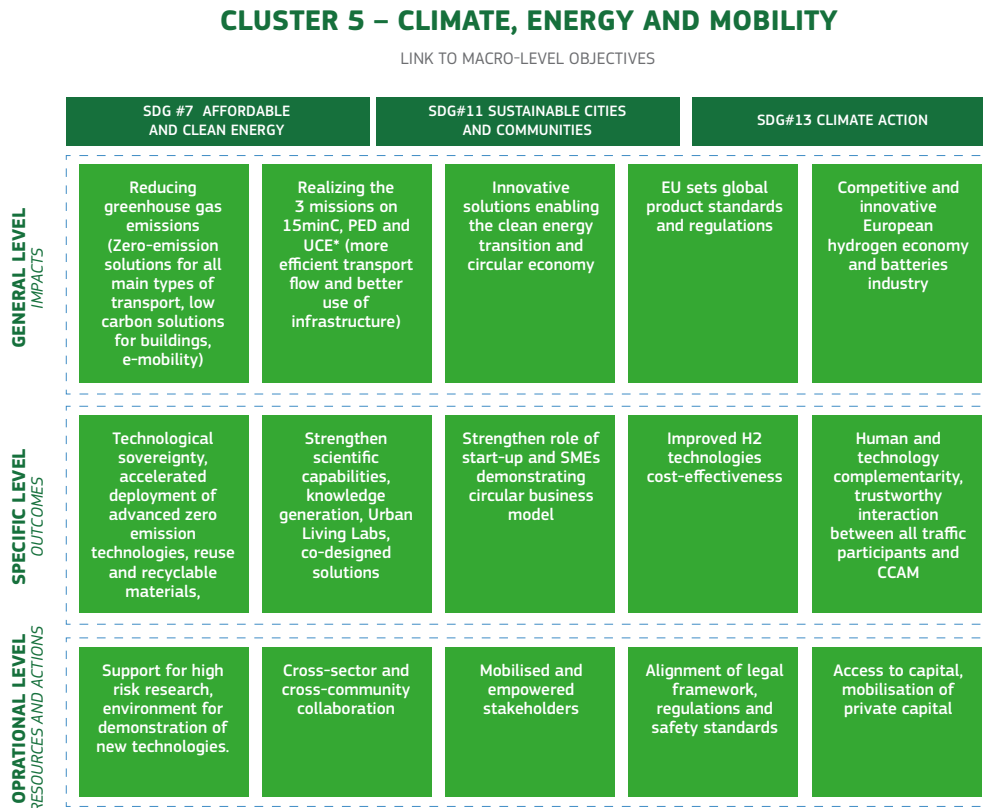 CLUSTER 5 – CLIMATE, ENERGY AND MOBILITY
LINK TO MACRO-LEVEL OBJECTIVES
SDG #7 AFFORDABLE
AND CLEAN ENERGY
SDG#11 SUSTAINABLE CITIES
AND COMMUNITIES
SDG#13 CLIMATE ACTION
GENERAL LEVEL
IMPACTS
Reducing
greenhouse gas
emissions
(Zero-emission
solutions for all
main types of
transport, low
carbon solutions
for buildings,
e-mobility)
Realizing the
3 missions on
15minC, PED and
UCE* (more
efficient transport
flow and better
use of
infrastructure)
Innovative
solutions enabling
the clean energy
transition and
circular economy
EU sets global
product standards
and regulations
Competitive and
innovative
European
hydrogen economy
and batteries
industry
SPECIFIC LEVEL
OUTCOMES
Technological
sovereignty,
accelerated
deployment of
advanced zero
emission
technologies, reuse
and recyclable
materials,
Strengthen
scientific
capabilities,
knowledge
generation, Urban
Living Labs,
co-designed
solutions
Strengthen role of
start-up and SMEs
demonstrating
circular business
model
Improved H2
technologies
cost-effectiveness
Human and
technology
complementarity,
trustworthy
interaction
between all traffic
participants and
CCAM
OPRATIONAL LEVEL
RESOURCES AND ACTIONS
Support for high
risk research,
environment for
demonstration of
new technologies.
Cross-sector and
cross-community
collaboration
Mobilised and
empowered
stakeholders
Alignment of legal
framework,
regulations and
safety standards
Access to capital,
mobilisation of
private capital